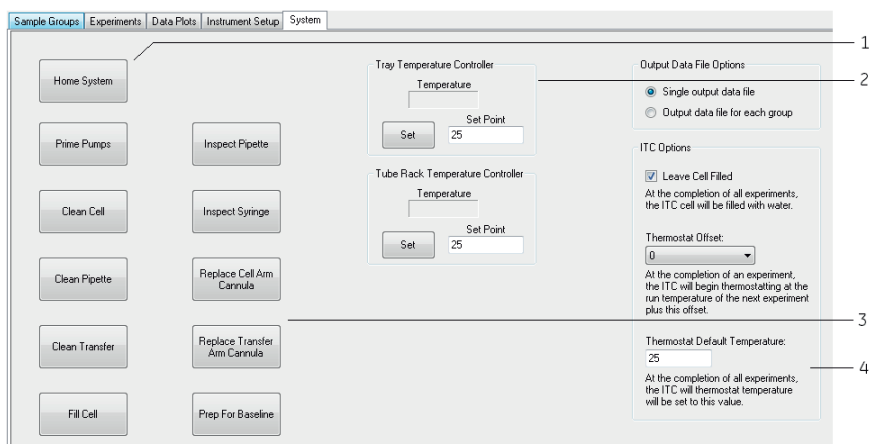 Sample Groups Experiments Data Plots Instrument Setup System
Home System
Prime Pumps
Clean Cell
Clean Pipette
Clean Transfer
Fill Cell
Inspect Pipette
Inspect Syringe
Replace Cell Arm
Cannula
Replace Transfer
Arm Cannula
Prep For Baseline
Tray Temperature Controller
Temperature
Set Point
Set 25
Tube Rack Temperature Controller
Temperature
Set Point
Set 25
Output Data File Options
Single output data file
Output data file for each group
ITC Options
Leave Cell Filled
At the completion of all experiments,
the ITC cell will be filled with water.
Thermostat Offset:
0
At the completion of an experiment,
the ITC will begin thermostatting at the
run temperature of the next experiment
plus this offset.
Thermostat Default Temperature:
25
At the completion of all experiments,
the ITC will thermostat temperature
will be set to this value.
1
2
3
4